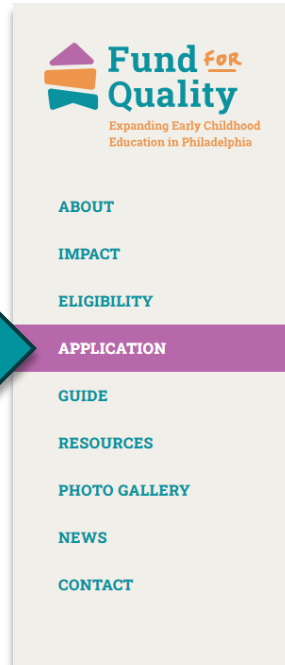 Fund FOR
Quality
Expanding Early Childhood
Education in Philadelphia
ABOUT
IMPACT
ELIGIBILITY
APPLICATION
GUIDE
RESOURCES
PHOTO GALLERY
NEWS
CONTACT